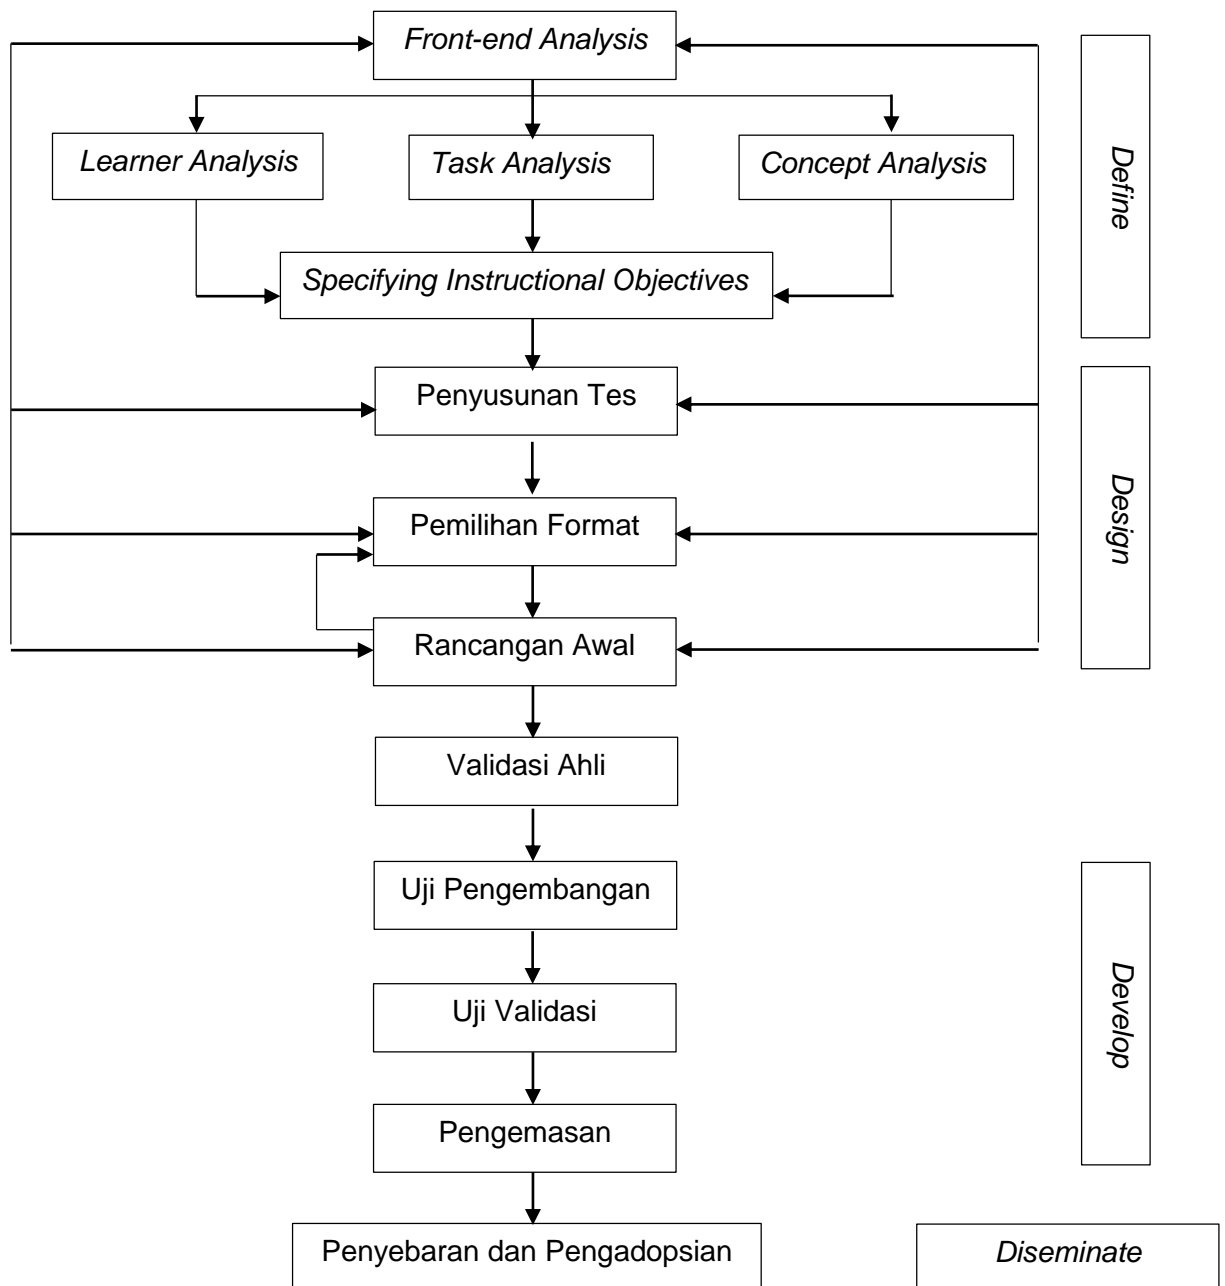 Front-end Analysis
Learner Analysis
Task Analysis
Concept Analysis
Define
Specifying Instructional Objectives
Penyusunan Tes
Design
Pemilihan Format
Rancangan Awal
Validasi Ahli
Uji Pengembangan
Develop
Uji Validasi
Pengemasan
Penyebaran dan Pengadopsian
Diseminate